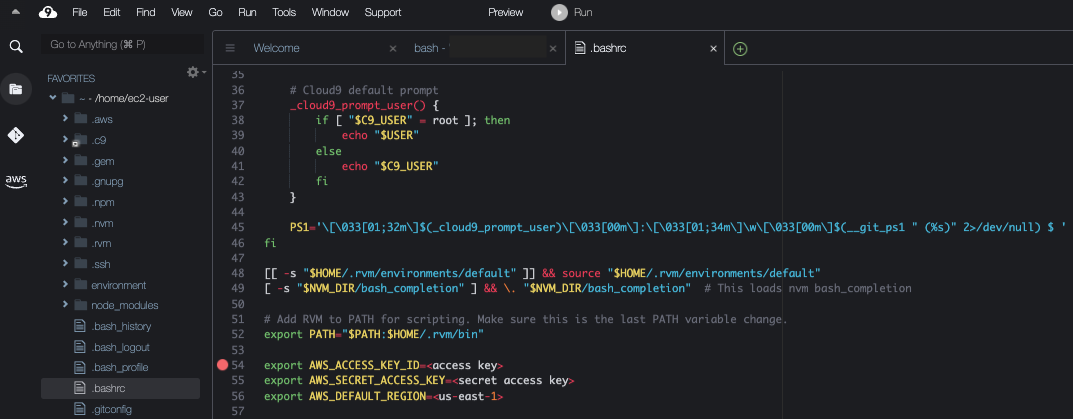 File Edit Find View Go Run Tools Window Support Preview Run
Go to Anything (⌘ P)
Welcome × bash - × .bashrc ×
FAVORITES
~ - /home/ec2-user
.aws
.c9
.gem
.gnupg
.npm
.nvm
.rvm
.ssh
environment
node_modules
.bash_history
.bash_logout
.bash_profile
.bashrc
.gitconfig
aws
35
36 # Cloud9 default prompt
37 _cloud9_prompt_user() {
38 if [ "$C9_USER" = root ]; then
39 echo "$USER"
40 else
41 echo "$C9_USER"
42 fi
43 }
44
45 PS1='\[\033[01;32m\]$(_cloud9_prompt_user)\[\033[00m\]:\[\033[01;34m\]\w\[\033[00m\]$(__git_ps1 " (%s)" 2>/dev/null) $ '
46 fi
47
48 [[ -s "$HOME/.rvm/environments/default" ]] && source "$HOME/.rvm/environments/default"
49 [ -s "$NVM_DIR/bash_completion" ] && \. "$NVM_DIR/bash_completion" # This loads nvm bash_completion
50
51 # Add RVM to PATH for scripting. Make sure this is the last PATH variable change.
52 export PATH="$PATH:$HOME/.rvm/bin"
53
54 export AWS_ACCESS_KEY_ID=<access key>
55 export AWS_SECRET_ACCESS_KEY=<secret access key>
56 export AWS_DEFAULT_REGION=<us-east-1>
57